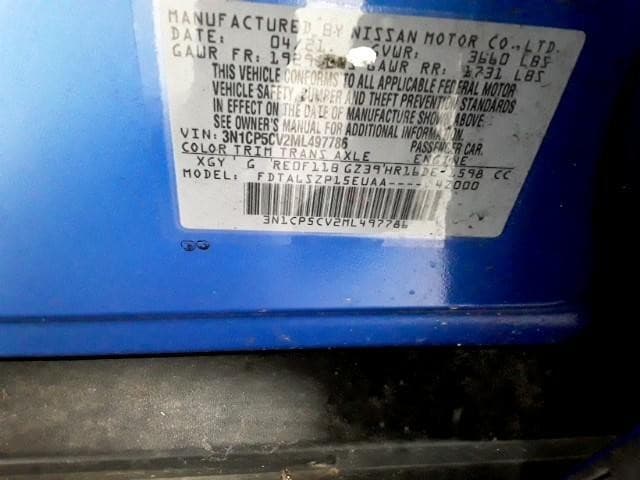 MANUFACTURED BY NISSAN MOTOR CO., LTD.
DATE: 04/21 GVWR: 3660 LBS
GAWR FR: GAWR RR: 1731 LBS
THIS VEHICLE CONFORMS TO ALL APPLICABLE FEDERAL MOTOR
VEHICLE SAFETY, BUMPER AND THEFT PREVENTION STANDARDS
IN EFFECT ON THE DATE OF MANUFACTURE SHOWN ABOVE.
SEE OWNER'S MANUAL FOR ADDITIONAL INFORMATION.
VIN: 3N1CP5CV2ML497786 PASSENGER CAR
COLOR TRIM TRANS AXLE ENGINE
XGY G RE0F11B GZ39 HR16DE 1598 CC
MODEL: FDTALSZP15EUAA----
3N1CP5CV2ML497786